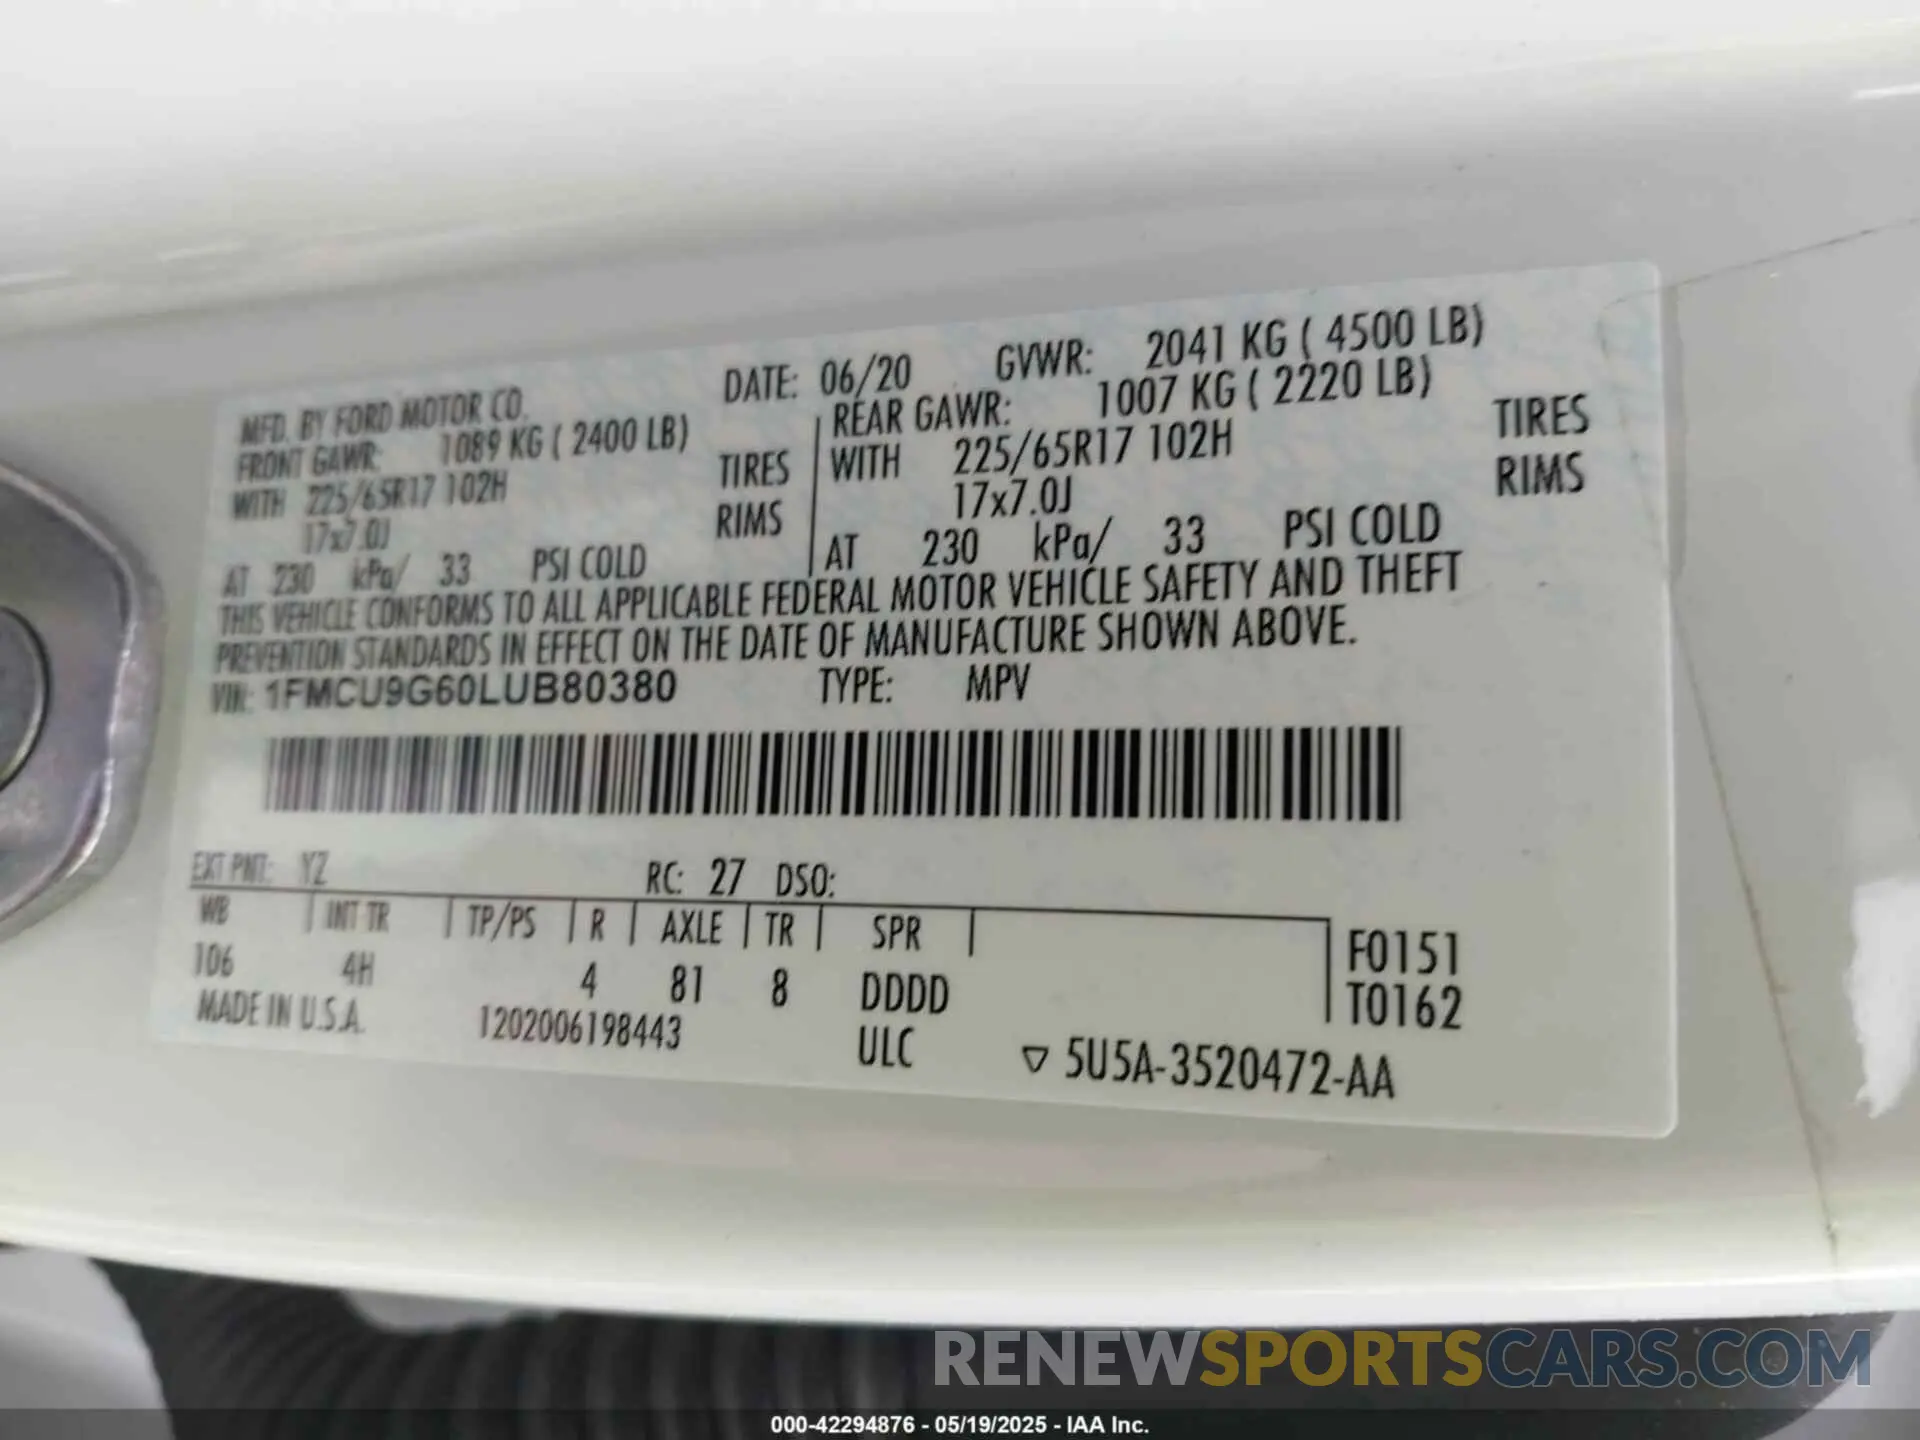 MFD. BY FORD MOTOR CO. DATE: 06/20 GVWR: 2041 KG ( 4500 LB)
FRONT GAWR: 1089 KG ( 2400 LB) REAR GAWR: 1007 KG ( 2220 LB)
WITH 225/65R17 102H TIRES WITH 225/65R17 102H TIRES
17x7.0J RIMS 17x7.0J RIMS
AT 230 kPa/ 33 PSI COLD AT 230 kPa/ 33 PSI COLD
THIS VEHICLE CONFORMS TO ALL APPLICABLE FEDERAL MOTOR VEHICLE SAFETY AND THEFT
PREVENTION STANDARDS IN EFFECT ON THE DATE OF MANUFACTURE SHOWN ABOVE.
VIN: 1FMCU9G60LUB80380 TYPE: MPV
EXT PNT: YZ RC: 27 DSO:
WB INT TR TP/PS R AXLE TR SPR F0151
106 4H 4 81 8 DDDD T0162
MADE IN U.S.A. 1202006198443 ULC ▽ 5U5A-3520472-AA
RENEWSPORTSCARS.COM
000-42294876 - 05/19/2025 - IAA Inc.